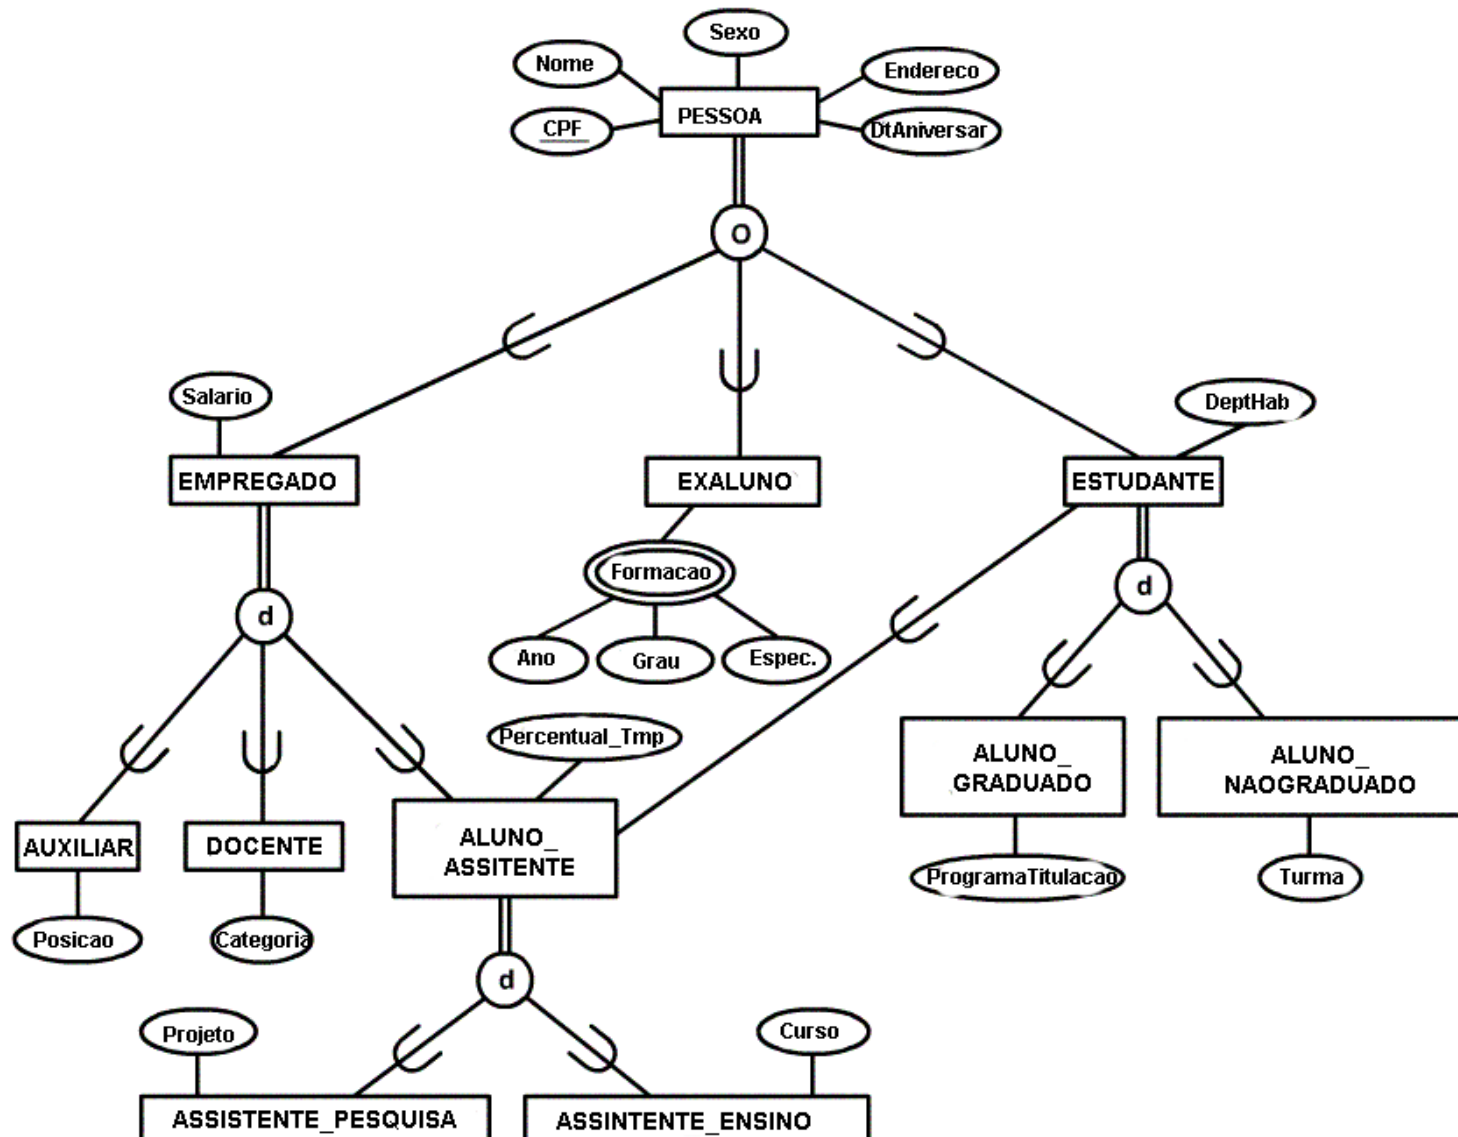 Sexo
Nome
Endereco
PESSOA
CPF
DtAniversar
O
Salario
DeptHab
EMPREGADO
EXALUNO
ESTUDANTE
Formacao
d
d
Ano
Grau
Espec.
Percentual_Tmp
ALUNO_
GRADUADO
ALUNO_
NAOGRADUADO
AUXILIAR
DOCENTE
ALUNO_
ASSITENTE
ProgramaTitulacao
Turma
Posicao
Categoria
d
Projeto
Curso
ASSISTENTE_PESQUISA
ASSINTENTE_ENSINO